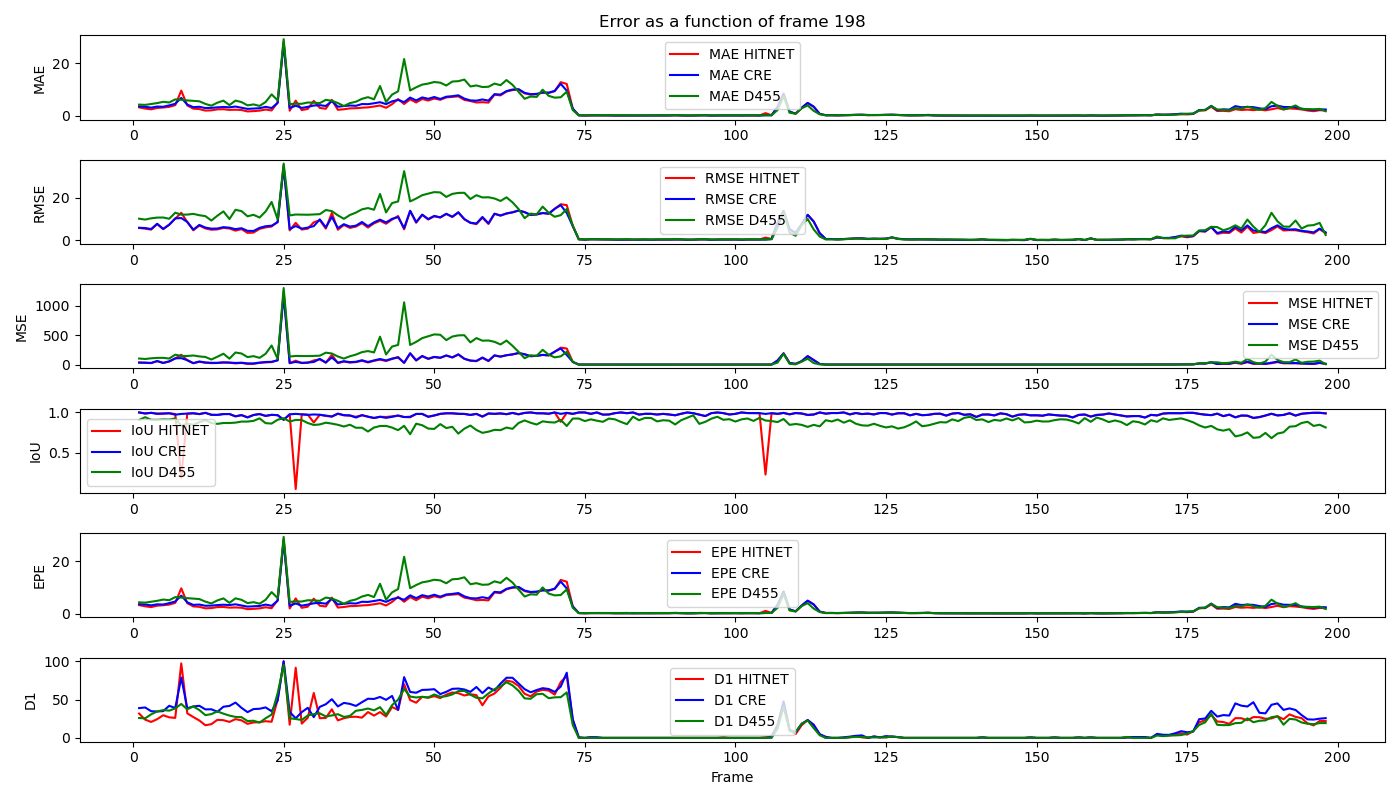 Error as a function of frame 198
MAE
20
0
MAE HITNET
MAE CRE
MAE D455
0 25 50 75 100 125 150 175 200
RMSE
20
0
RMSE HITNET
RMSE CRE
RMSE D455
0 25 50 75 100 125 150 175 200
MSE
1000
500
0
MSE HITNET
MSE CRE
MSE D455
0 25 50 75 100 125 150 175 200
IoU
1.0
0.5
IoU HITNET
IoU CRE
IoU D455
0 25 50 75 100 125 150 175 200
EPE
20
0
EPE HITNET
EPE CRE
EPE D455
0 25 50 75 100 125 150 175 200
D1
100
50
0
D1 HITNET
D1 CRE
D1 D455
0 25 50 75 100 125 150 175 200
Frame